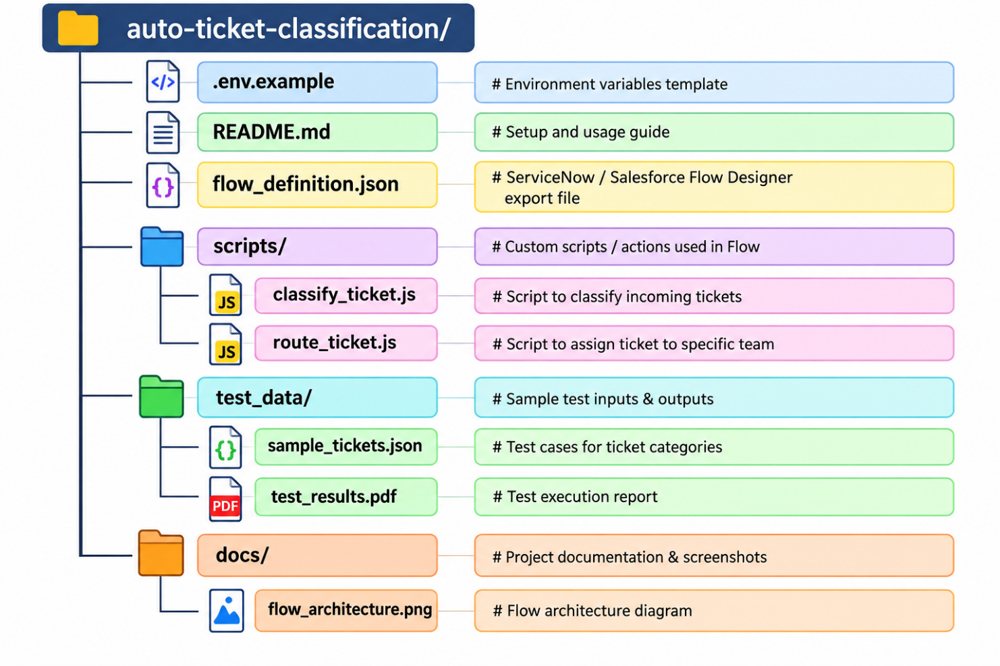 auto-ticket-classification/
</>
.env.example
# Environment variables template
README.md
# Setup and usage guide
{}
flow_definition.json
# ServiceNow / Salesforce Flow Designer
export file
scripts/
# Custom scripts / actions used in Flow
JS
classify_ticket.js
# Script to classify incoming tickets
JS
route_ticket.js
# Script to assign ticket to specific team
test_data/
# Sample test inputs & outputs
{}
sample_tickets.json
# Test cases for ticket categories
PDF
test_results.pdf
# Test execution report
docs/
# Project documentation & screenshots
flow_architecture.png
# Flow architecture diagram